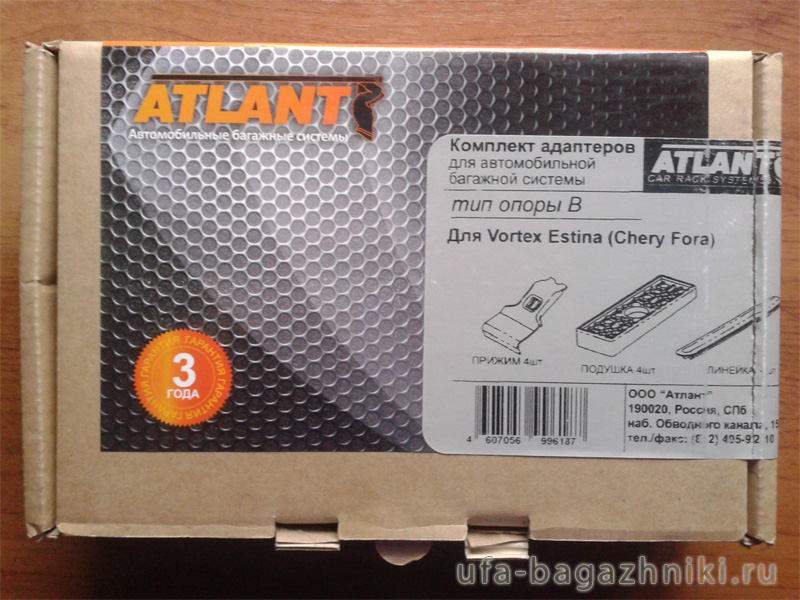 ATLANT
Автомобильные багажные системы
Комплект адаптеров
для автомобильной
багажной системы
ATLANT
CAR RACK SYSTEMS
тип опоры В
Для Vortex Estina (Chery Fora)
ПРИЖИМ 4шт
ПОДУШКА 4шт
ЛИНЕЙКА
ГАРАНТИЯ ГАРАНТИЯ ГАРАНТИЯ ГАРАНТИЯ
3
ГОДА
4 607056 996187
ООО "Атлант"
190020, Россия, СПб
наб. Обводного канала,
тел./факс:
ufa-bagazhniki.ru